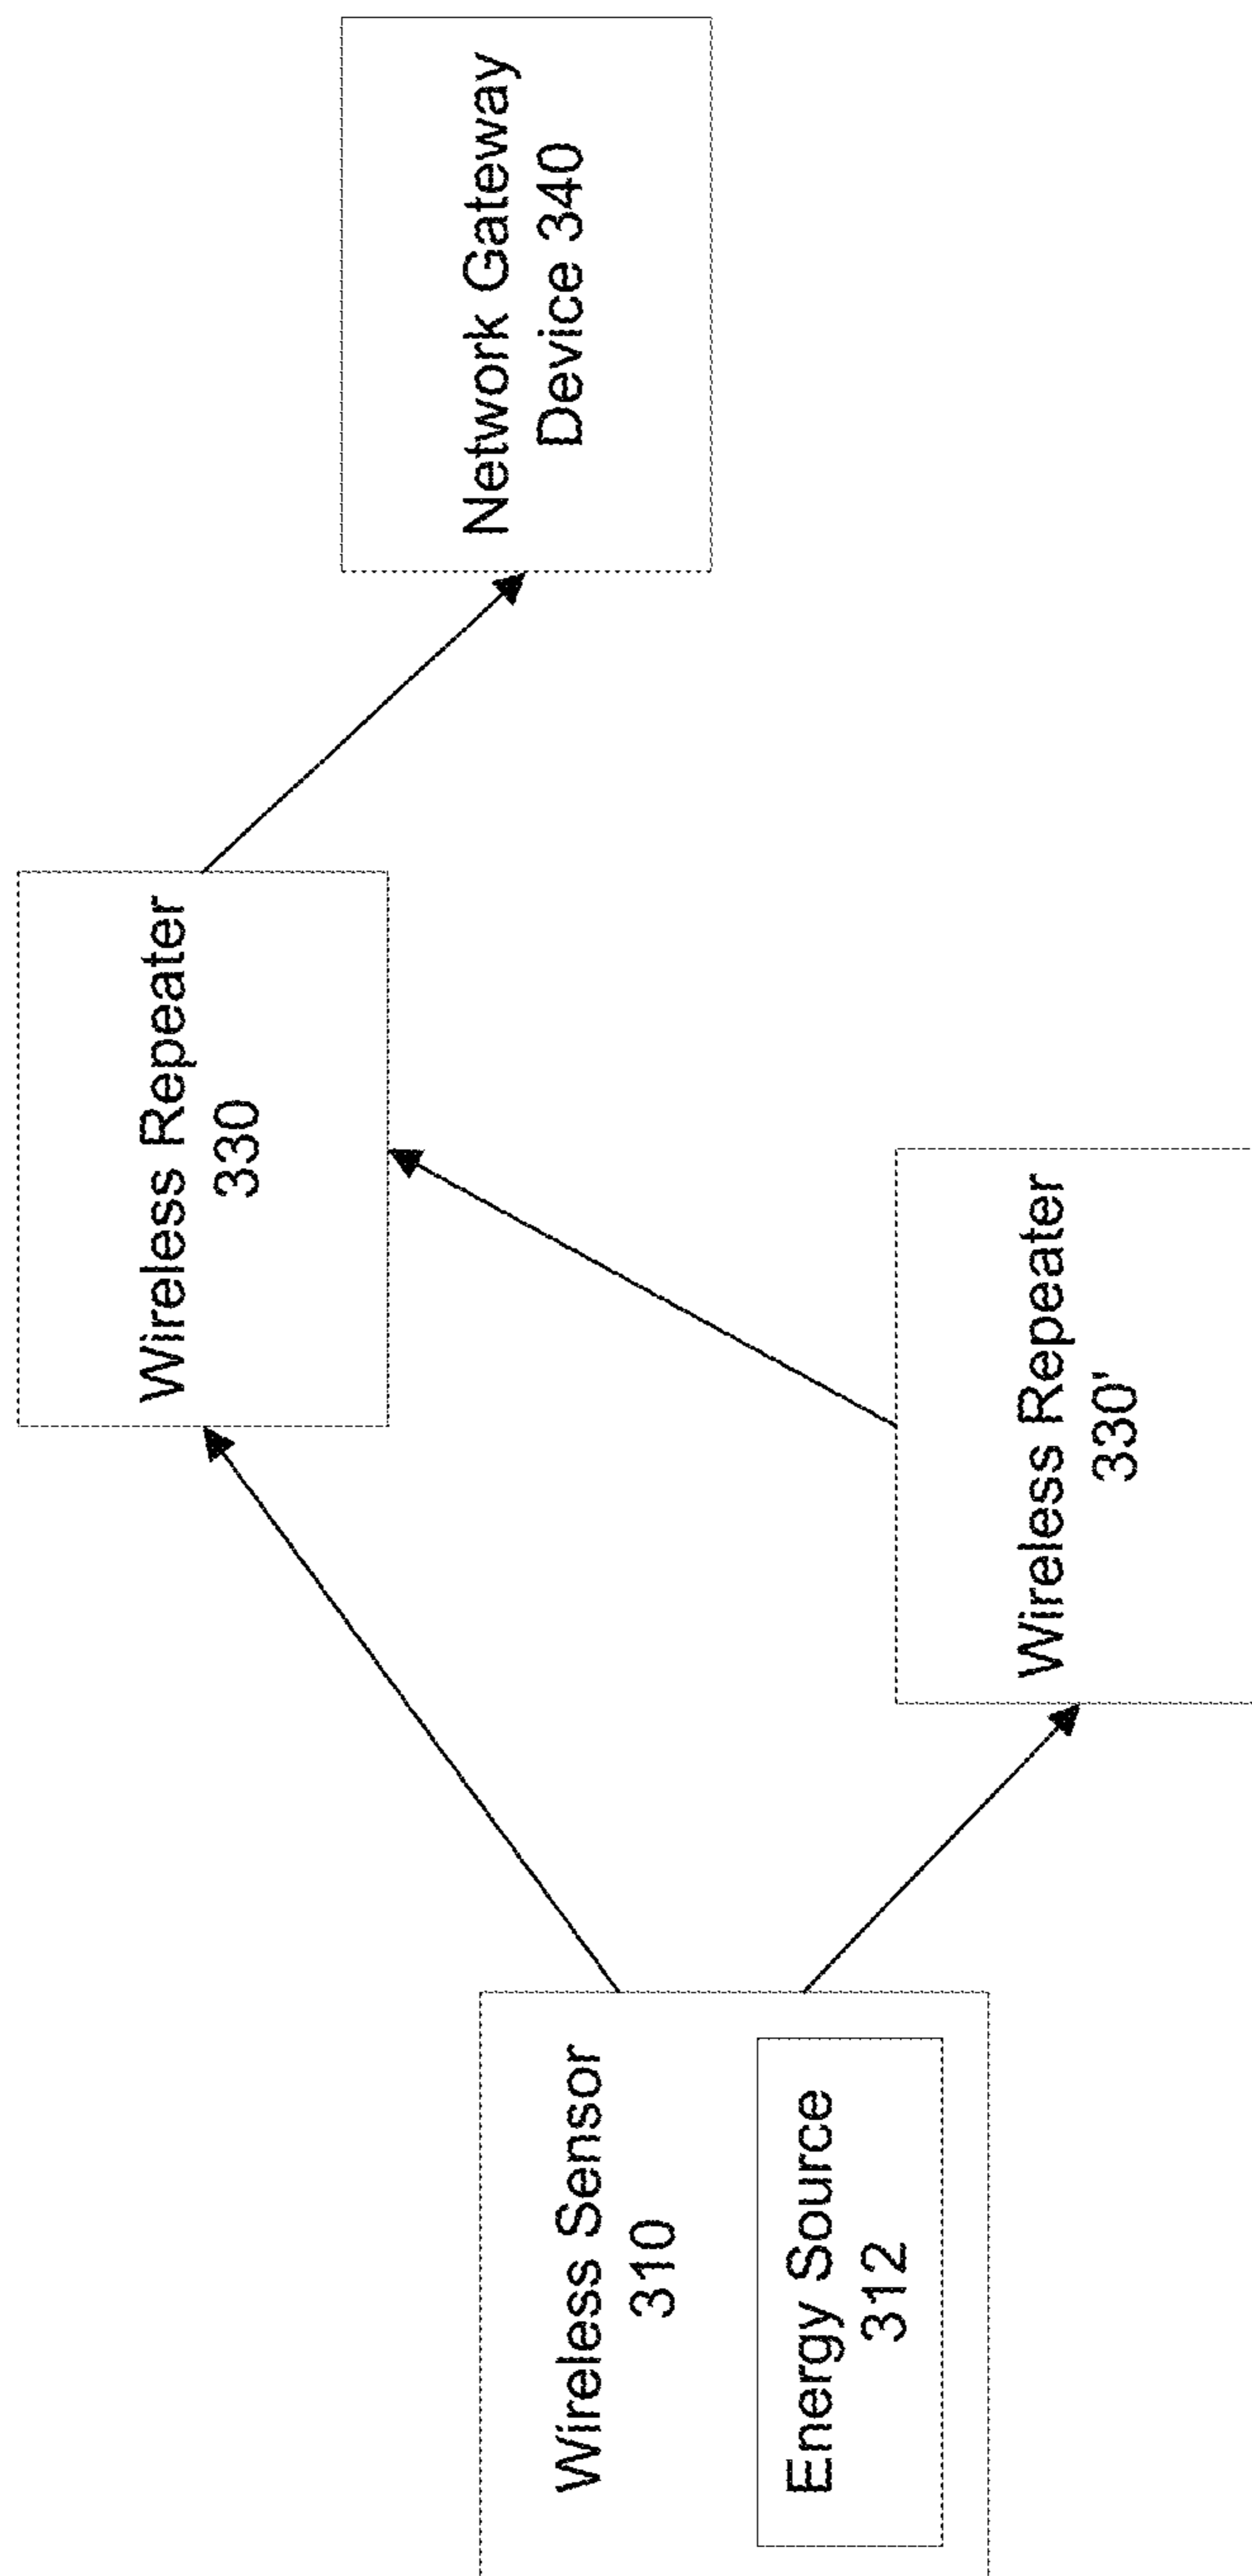 Wireless Sensor
310
Energy Source
312
Wireless Repeater
330
Wireless Repeater
330'
Network Gateway
Device 340